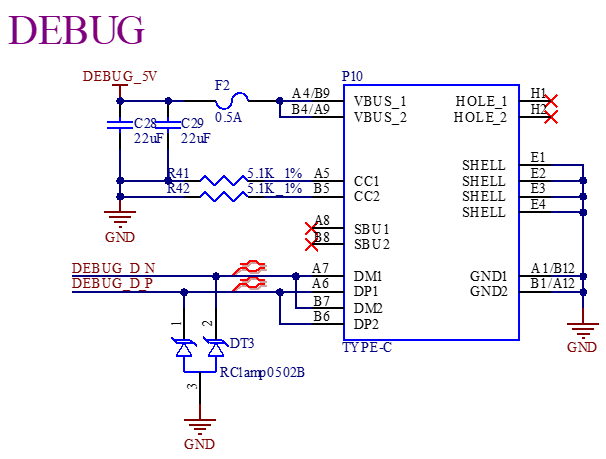 DEBUG
DEBUG_5V
F2
0.5A
P10
C28
22uF
C29
22uF
A4/B9
VBUS_1
HOLE_1
H1
B4/A9
VBUS_2
HOLE_2
H2
R41
5.1K_1%
A5
CC1
R42
5.1K_1%
B5
CC2
SHELL
E1
SHELL
E2
SHELL
E3
SHELL
E4
GND
A8
SBU1
B8
SBU2
DEBUG_D_N
A7
DM1
GND1
A1/B12
DEBUG_D_P
A6
DP1
GND2
B1/A12
B7
DM2
B6
DP2
1
2
DT3
TYPE-C
GND
RClamp0502B
3
GND